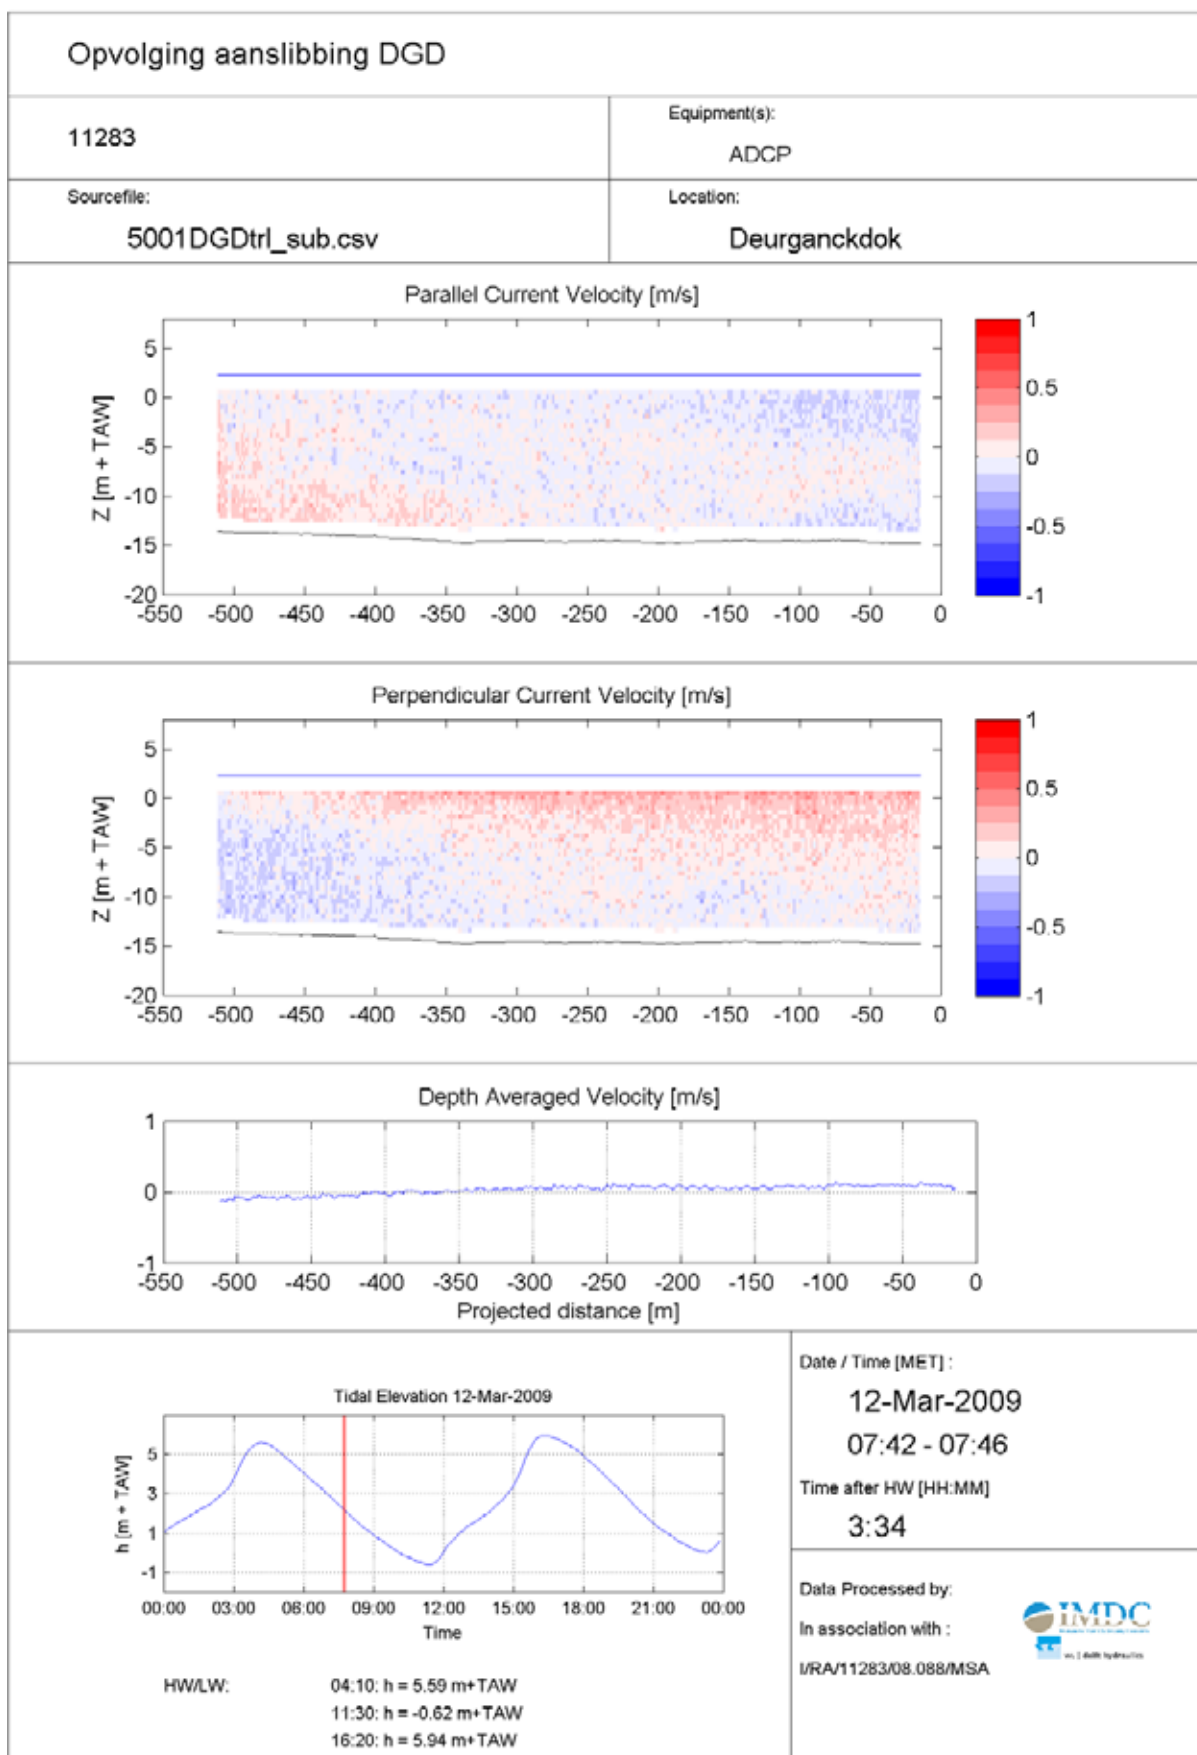 Opvolging aanslibbing DGD
11283
Equipment(s):
ADCP
Sourcefile:
5001DGDtrl_sub.csv
Location:
Deurganckdok
Parallel Current Velocity [m/s]
Z [m + TAW]
5
0
-5
-10
-15
-20
-550 -500 -450 -400 -350 -300 -250 -200 -150 -100 -50 0
1
0.5
0
-0.5
-1
Perpendicular Current Velocity [m/s]
Z [m + TAW]
5
0
-5
-10
-15
-20
-550 -500 -450 -400 -350 -300 -250 -200 -150 -100 -50 0
1
0.5
0
-0.5
-1
Depth Averaged Velocity [m/s]
1
0
-1
-550 -500 -450 -400 -350 -300 -250 -200 -150 -100 -50 0
Projected distance [m]
Tidal Elevation 12-Mar-2009
h [m + TAW]
5
3
1
-1
00:00 03:00 06:00 09:00 12:00 15:00 18:00 21:00 00:00
Time
HW/LW:
04:10: h = 5.59 m+TAW
11:30: h = -0.62 m+TAW
16:20: h = 5.94 m+TAW
Date / Time [MET] :
12-Mar-2009
07:42 - 07:46
Time after HW [HH:MM]
3:34
Data Processed by:
In association with :
I/RA/11283/08.088/MSA
IMDC
wL | delft hydraulics